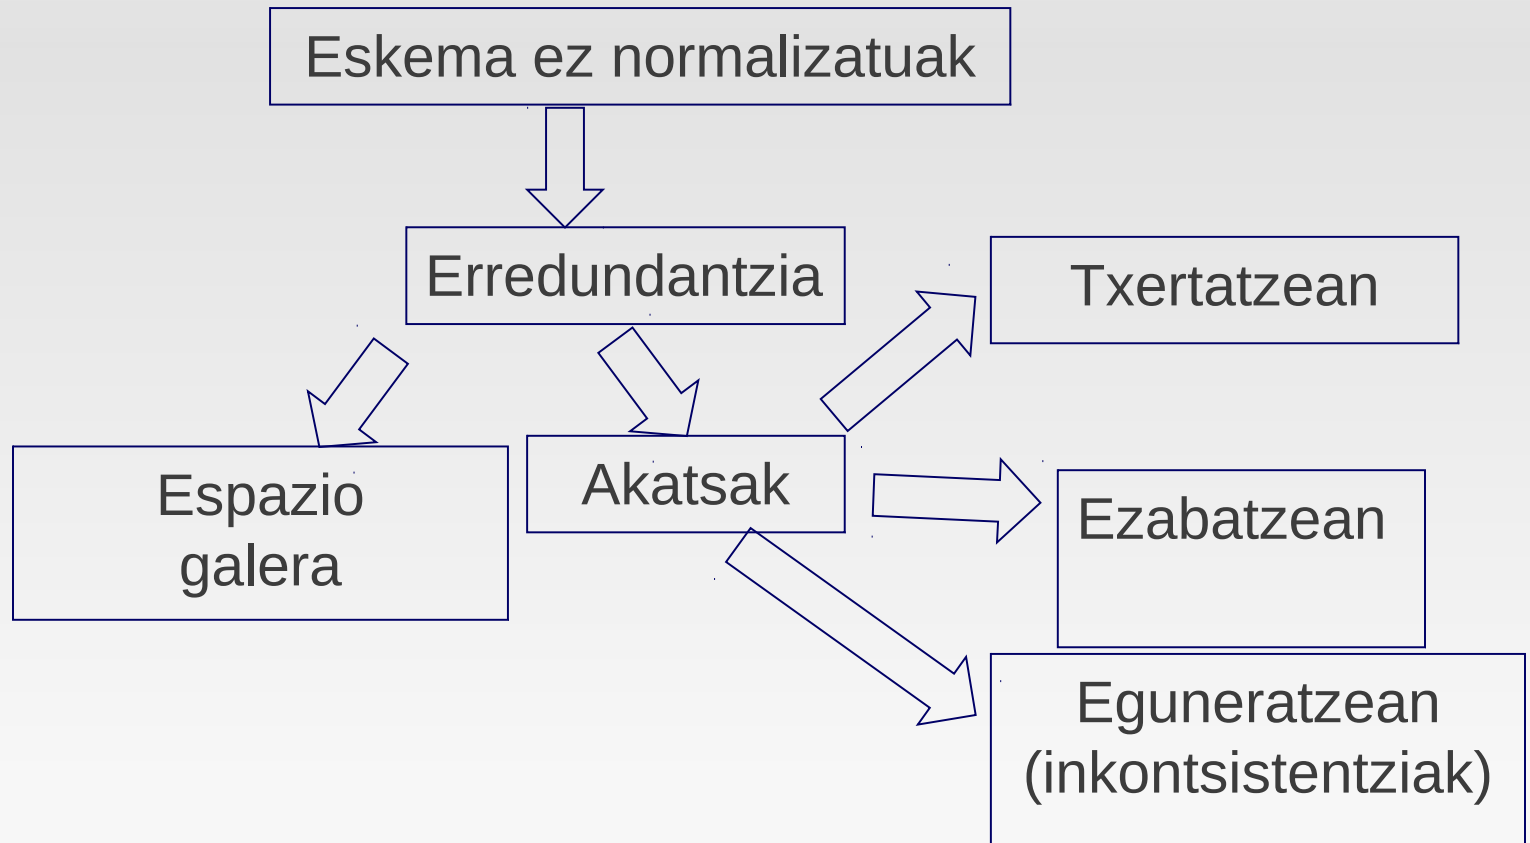 Eskema ez normalizatuak
Erredundantzia
Txertatzean
Espazio
galera
Akatsak
Ezabatzean
Eguneratzean
(inkontsistentziak)